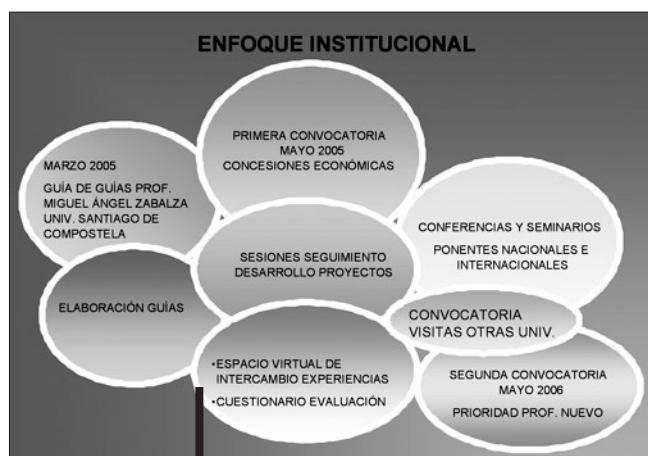 ENFOQUE INSTITUCIONAL
PRIMERA CONVOCATORIA
MAYO 2005
CONCESIONES ECONÓMICAS
MARZO 2005
GUÍA DE GUÍAS PROF.
MIGUEL ÁNGEL ZABALZA
UNIV. SANTIAGO DE
COMPOSTELA
CONFERENCIAS Y SEMINARIOS
PONENTES NACIONALES E
INTERNACIONALES
SESIONES SEGUIMIENTO
DESARROLLO PROYECTOS
ELABORACIÓN GUÍAS
CONVOCATORIA
VISITAS OTRAS UNIV.
•ESPACIO VIRTUAL DE
INTERCAMBIO EXPERIENCIAS
•CUESTIONARIO EVALUACIÓN
SEGUNDA CONVOCATORIA
MAYO 2006
PRIORIDAD PROF. NUEVO